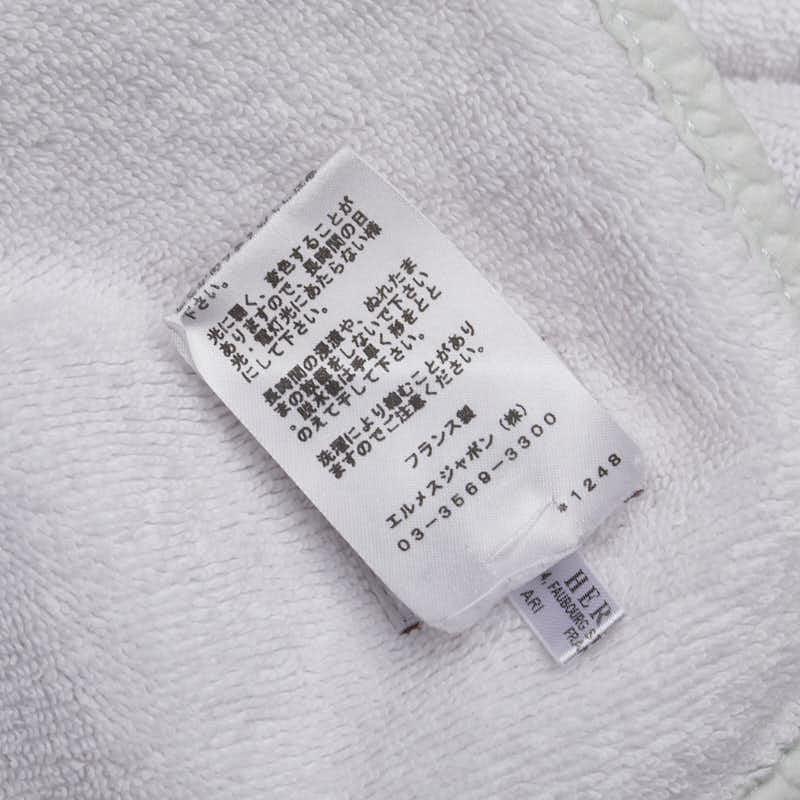 下さい。
光に弱く、変色することが
ありますので、長時間の日
光・電灯光にあたらない様
にして下さい。
長時間の浸漬や、ぬれたま
まの放置をしないで下さい
。脱水後は手早く形をとと
のえて干して下さい。
洗濯により縮むことがあり
ますのでご注意ください。
フランス製
エルメスジャポン（株）
03-3569-3300
*1248
HER
4, FAUBOURG S
ARI FR